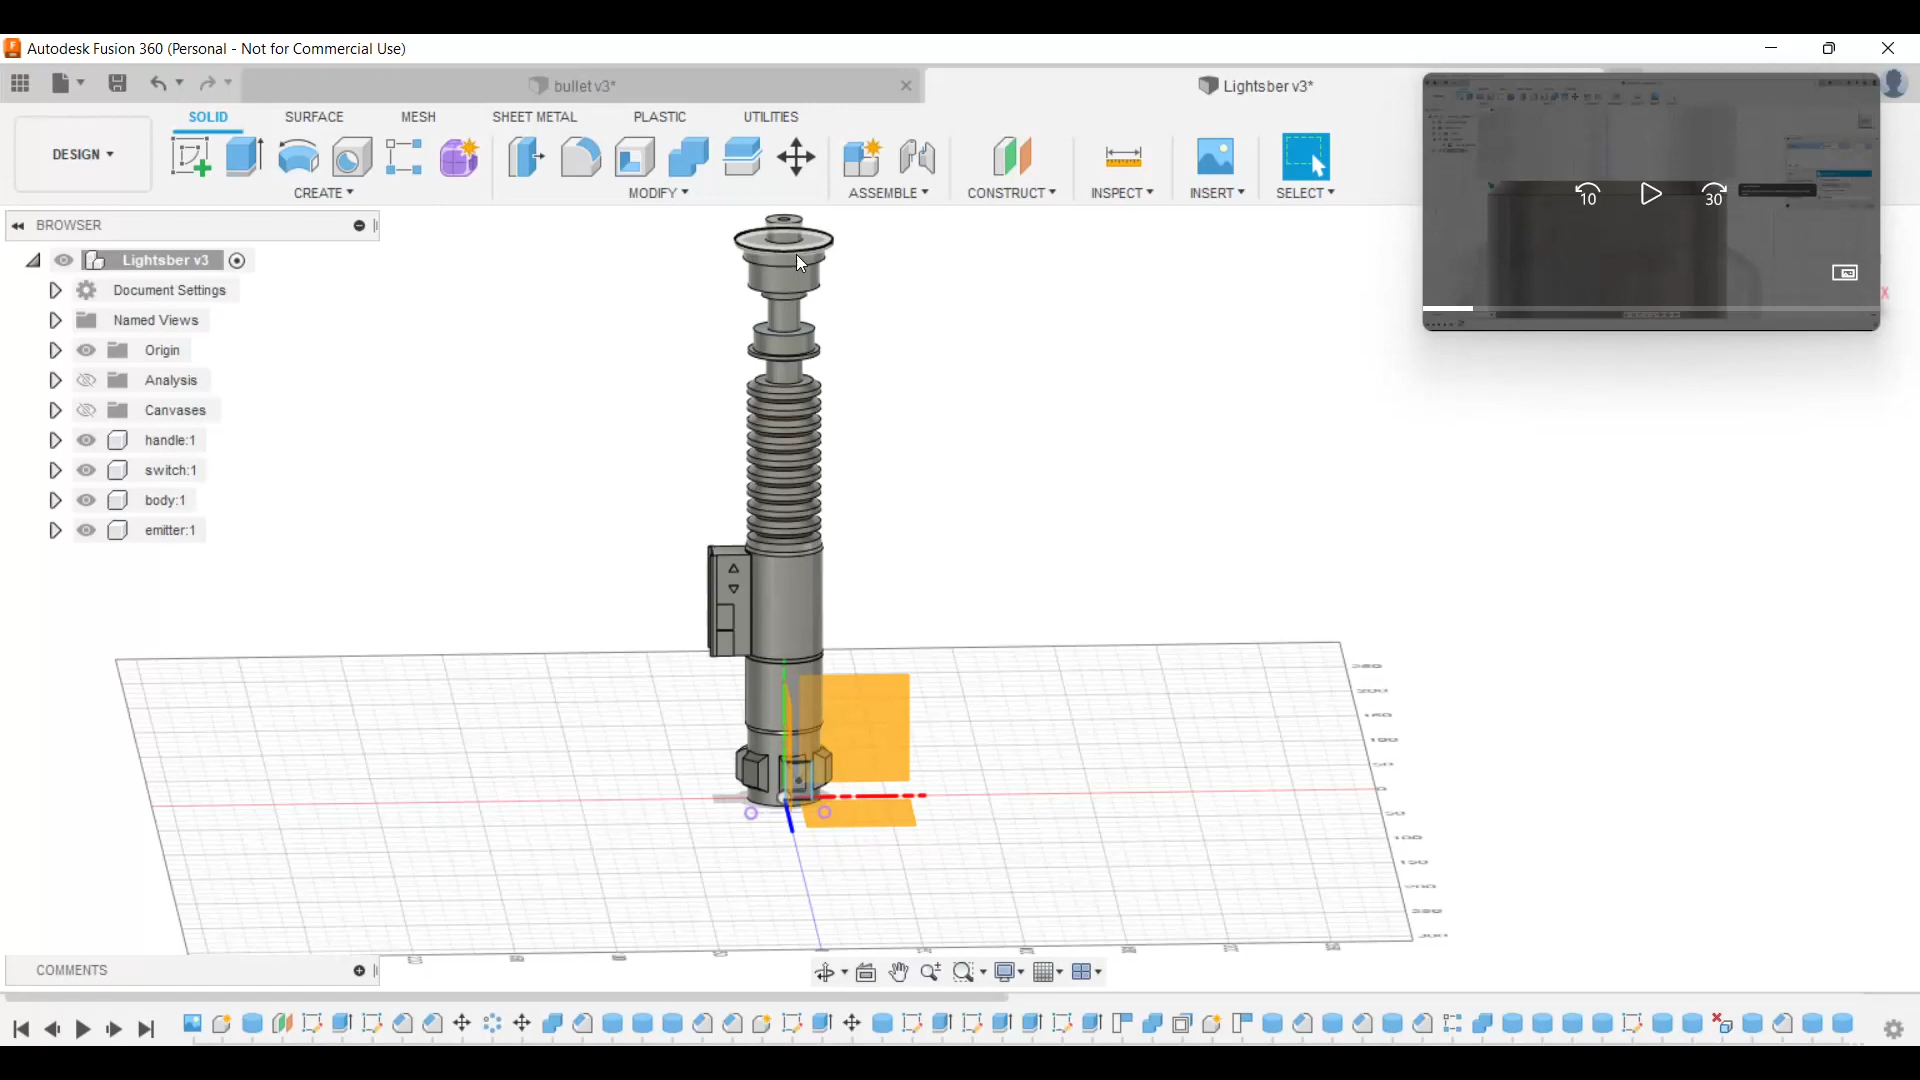 Autodesk Fusion 360 (Personal - Not for Commercial Use)
bullet v3*
Lightsber v3*
DESIGN
SOLID
SURFACE
MESH
SHEET METAL
PLASTIC
UTILITIES
CREATE
MODIFY
ASSEMBLE
CONSTRUCT
INSPECT
INSERT
SELECT
10
30
BROWSER
Lightsber v3
Document Settings
Named Views
Origin
Analysis
Canvases
handle:1
switch:1
body:1
emitter:1
X
COMMENTS